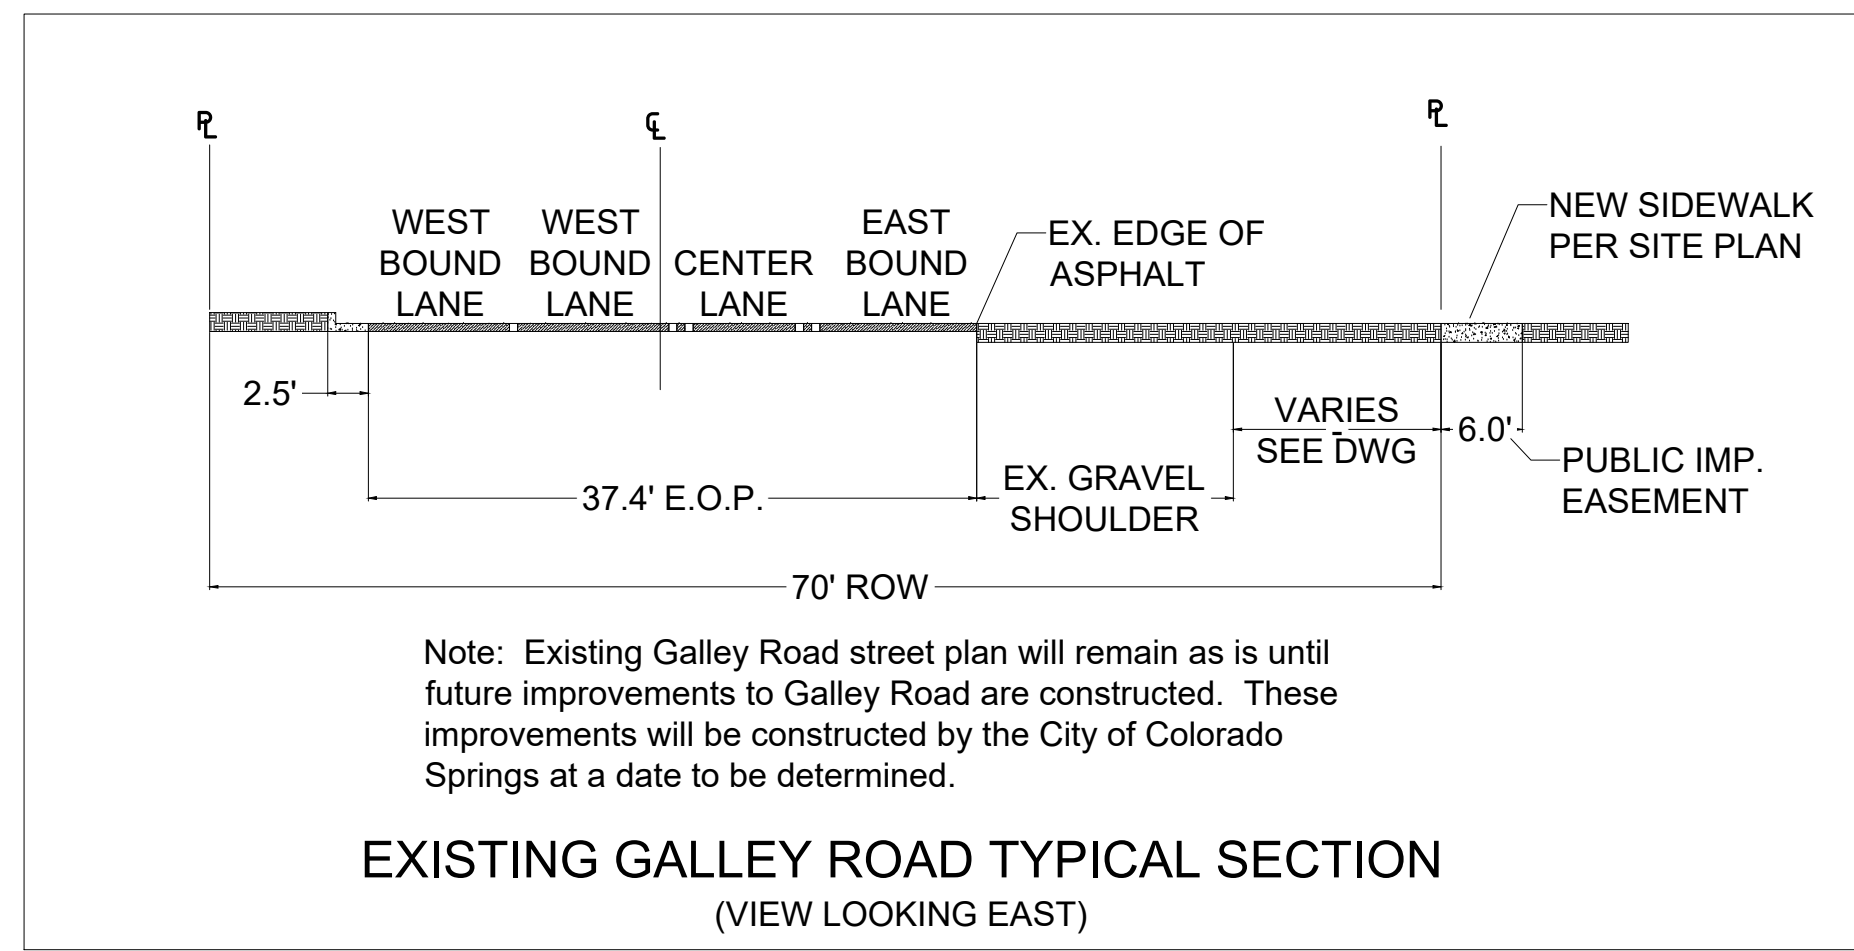 ℄
WEST
BOUND
LANE
WEST
BOUND
LANE
CENTER
LANE
EAST
BOUND
LANE
EX. EDGE OF
ASPHALT
NEW SIDEWALK
PER SITE PLAN
2.5'
37.4' E.O.P.
EX. GRAVEL
SHOULDER
VARIES
-
SEE DWG
6.0'
PUBLIC IMP.
EASEMENT
70' ROW
Note: Existing Galley Road street plan will remain as is until
future improvements to Galley Road are constructed. These
improvements will be constructed by the City of Colorado
Springs at a date to be determined.
EXISTING GALLEY ROAD TYPICAL SECTION
(VIEW LOOKING EAST)